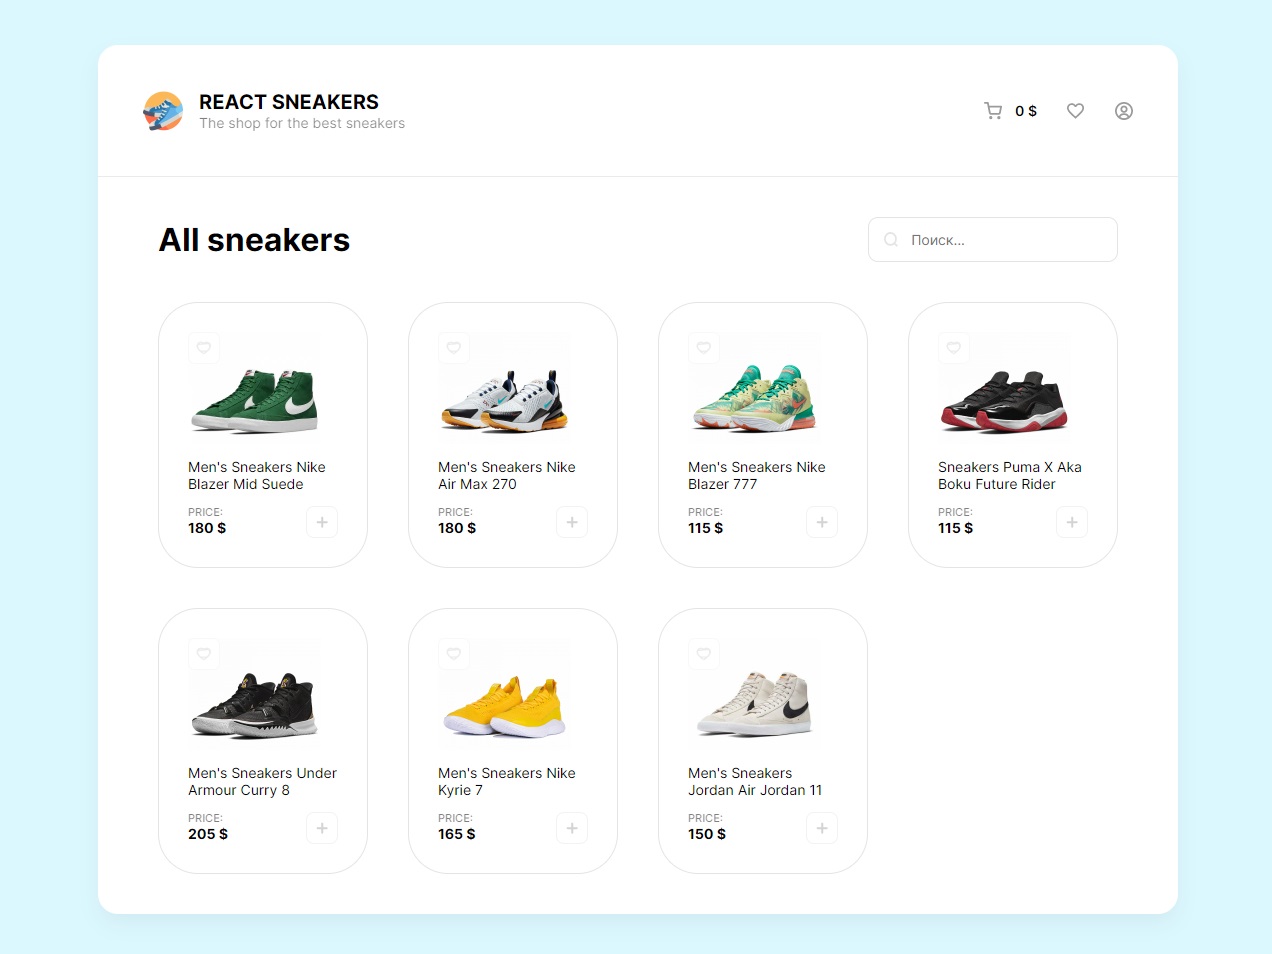 REACT SNEAKERS
The shop for the best sneakers
0 $
All sneakers
Поиск...
Men's Sneakers Nike
Blazer Mid Suede
PRICE:
180 $
Men's Sneakers Nike
Air Max 270
PRICE:
180 $
Men's Sneakers Nike
Blazer 777
PRICE:
115 $
Sneakers Puma X Aka
Boku Future Rider
PRICE:
115 $
Men's Sneakers Under
Armour Curry 8
PRICE:
205 $
Men's Sneakers Nike
Kyrie 7
PRICE:
165 $
Men's Sneakers
Jordan Air Jordan 11
PRICE:
150 $